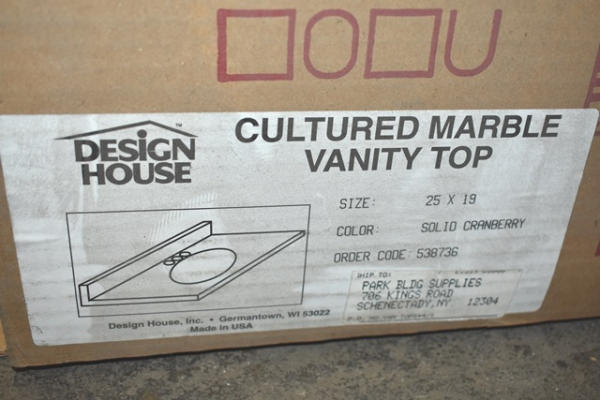 DESIGN
HOUSE
™
CULTURED MARBLE
VANITY TOP
SIZE: 25 X 19
COLOR: SOLID CRANBERRY
ORDER CODE: 538736
SHIP TO:
PARK BLDG SUPPLIES
706 KINGS ROAD
SCHENECTADY, NY 12304
Design House, Inc. • Germantown, WI 53022
Made in USA